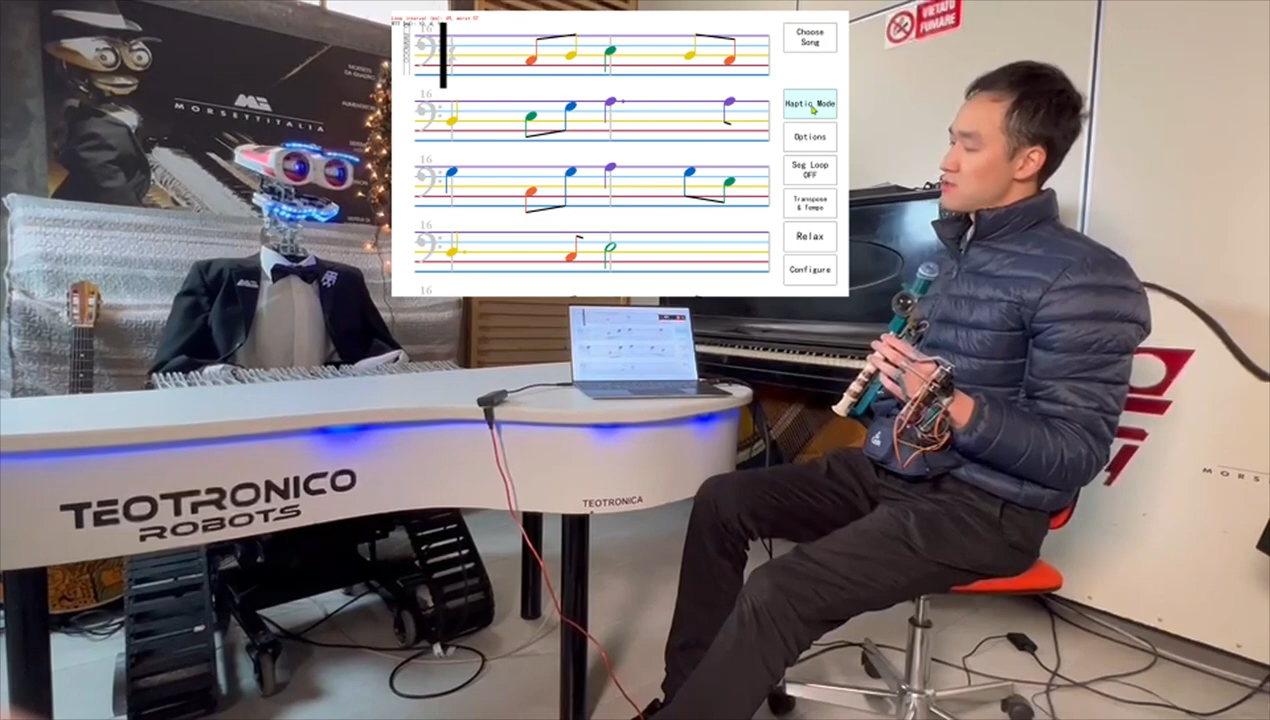 VIETATO
FUMARE
Choose
Song
Haptic Mode
Options
Seg Loop
OFF
Transpose
& Tempo
Relax
Configure
16
16
16
16
16
MORSETTITALIA
TEOTRONICO
ROBOTS
TEOTRONICA
MORS